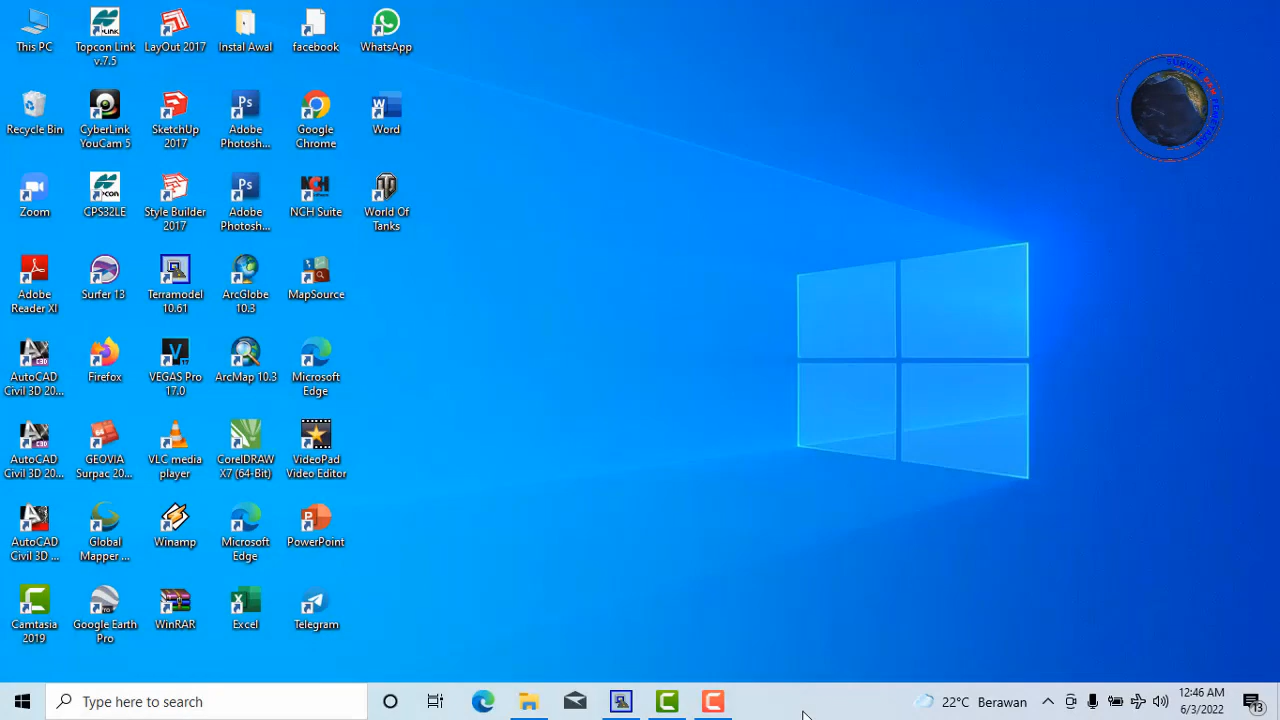 This PC
Topcon Link
v.7.5
LayOut 2017
Instal Awal
facebook
WhatsApp
SURVEY DAN
Recycle Bin
CyberLink
YouCam 5
SketchUp
2017
Adobe
Photosh...
Google
Chrome
Word
Zoom
CPS32LE
Style Builder
2017
Adobe
Photosh...
NCH Suite
World Of
Tanks
Adobe
Reader XI
Surfer 13
Terramodel
10.61
ArcGlobe
10.3
MapSource
AutoCAD
Civil 3D 20...
Firefox
VEGAS Pro
17.0
ArcMap 10.3
Microsoft
Edge
AutoCAD
Civil 3D 20...
GEOVIA
Surpac 20...
VLC media
player
CorelDRAW
X7 (64-Bit)
VideoPad
Video Editor
AutoCAD
Civil 3D ...
Global
Mapper ...
Winamp
Microsoft
Edge
PowerPoint
Camtasia
2019
Google Earth
Pro
WinRAR
Excel
Telegram
Type here to search
22°C Berawan
12:46 AM
6/3/2022
13